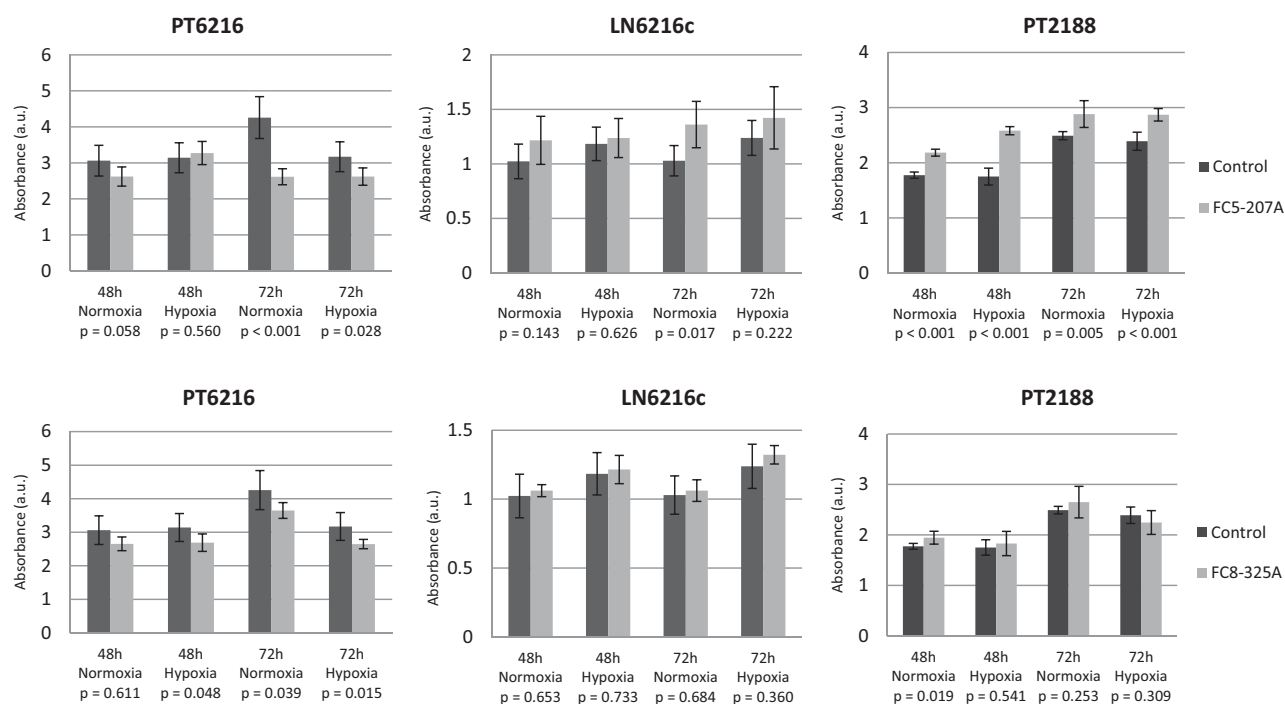 PT6216
6
5
4
3
2
1
0
Absorbance (a.u.)
48h
Normoxia
p = 0.058
48h
Hypoxia
p = 0.560
72h
Normoxia
p < 0.001
72h
Hypoxia
p = 0.028
LN6216c
2
1.5
1
0.5
0
Absorbance (a.u.)
48h
Normoxia
p = 0.143
48h
Hypoxia
p = 0.626
72h
Normoxia
p = 0.017
72h
Hypoxia
p = 0.222
PT2188
4
3
2
1
0
Absorbance (a.u.)
48h
Normoxia
p < 0.001
48h
Hypoxia
p < 0.001
72h
Normoxia
p = 0.005
72h
Hypoxia
p < 0.001
Control
FC5-207A
PT6216
6
5
4
3
2
1
0
Absorbance (a.u.)
48h
Normoxia
p = 0.611
48h
Hypoxia
p = 0.048
72h
Normoxia
p = 0.039
72h
Hypoxia
p = 0.015
LN6216c
1.5
1
0.5
0
Absorbance (a.u.)
48h
Normoxia
p = 0.653
48h
Hypoxia
p = 0.733
72h
Normoxia
p = 0.684
72h
Hypoxia
p = 0.360
PT2188
4
3
2
1
0
Absorbance (a.u.)
48h
Normoxia
p = 0.019
48h
Hypoxia
p = 0.541
72h
Normoxia
p = 0.253
72h
Hypoxia
p = 0.309
Control
FC8-325A